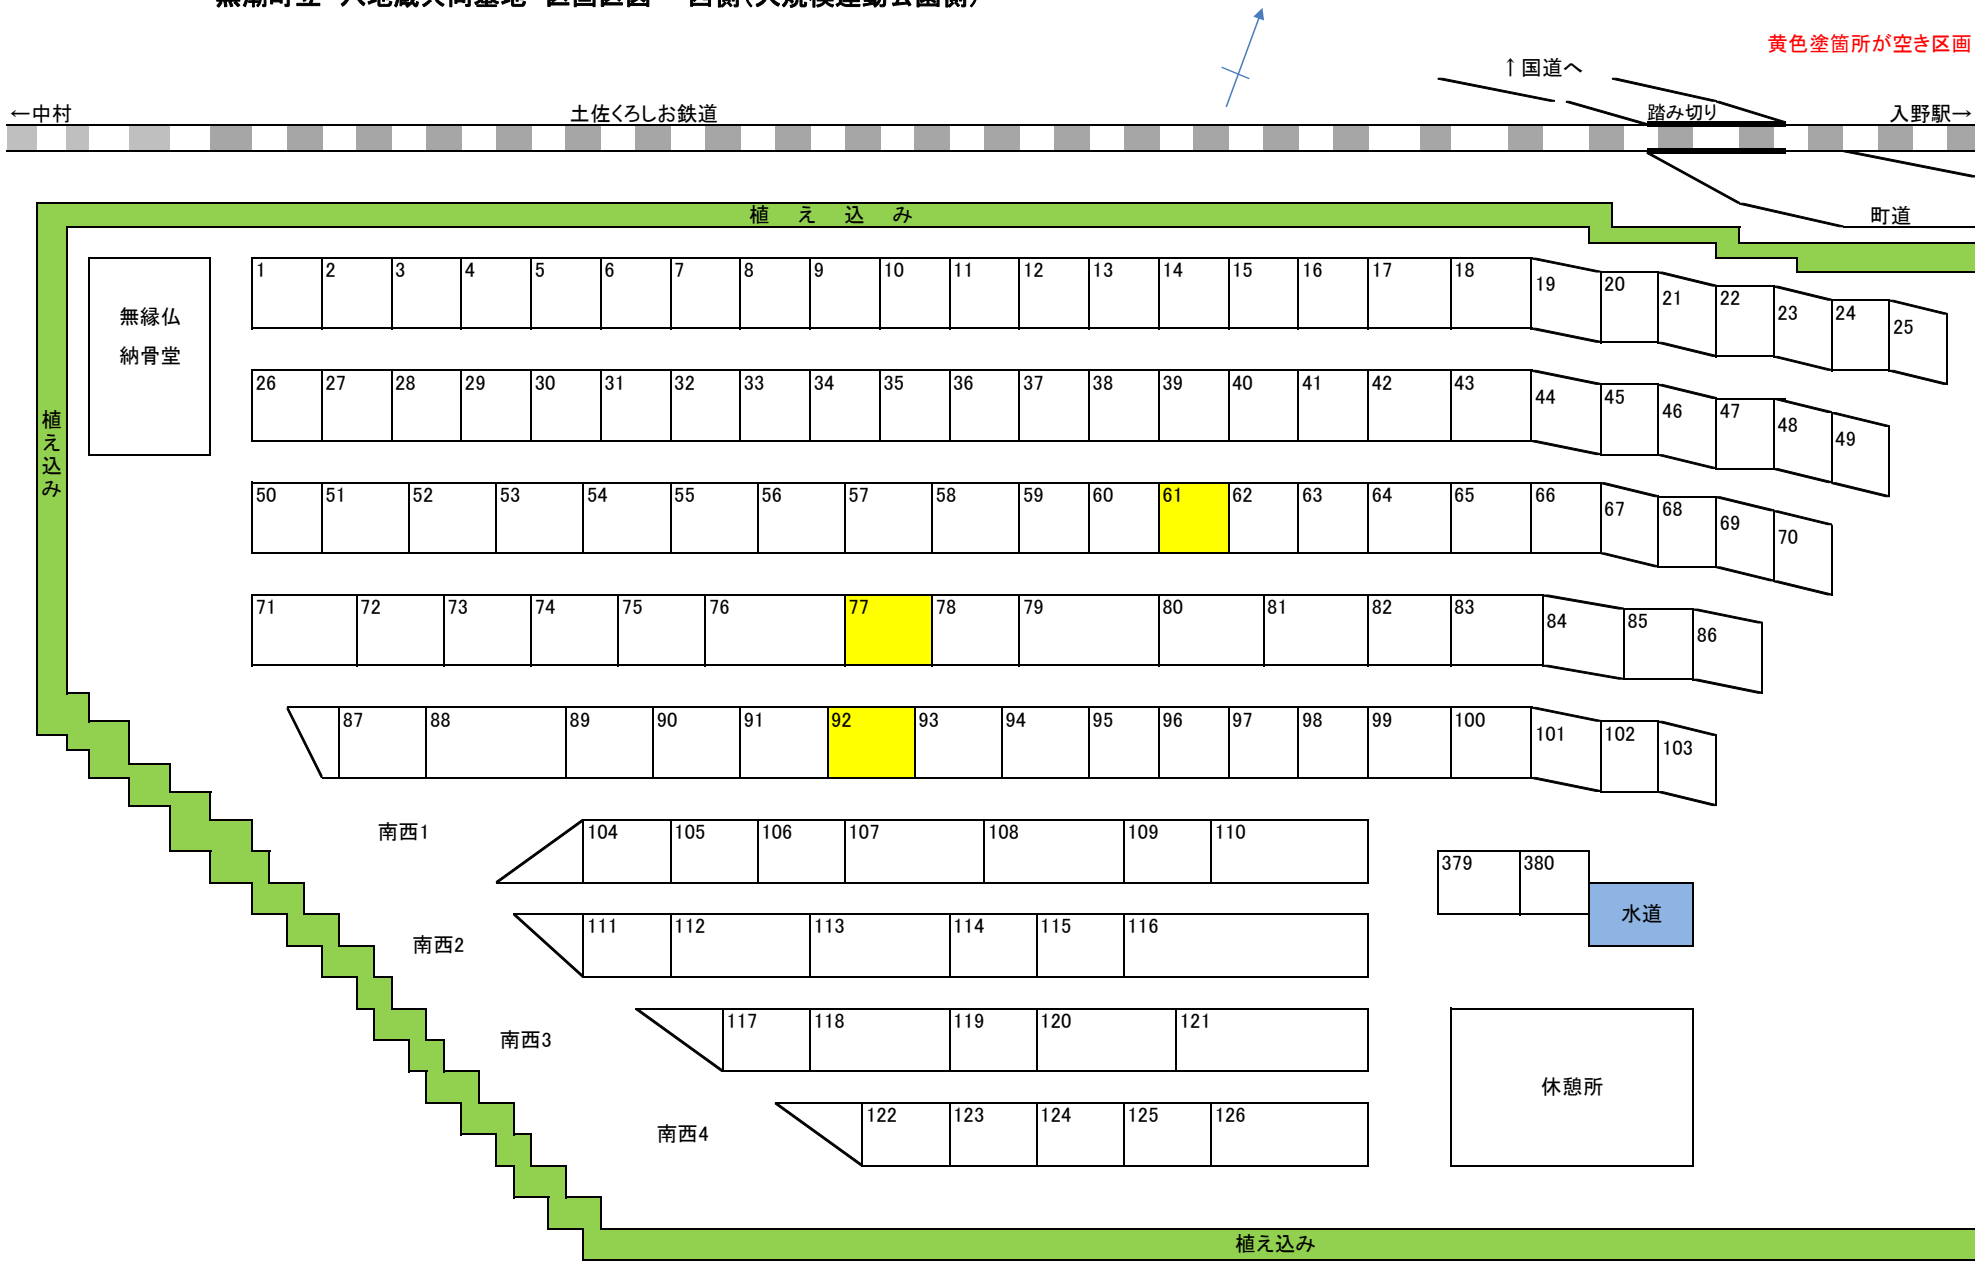 黄色塗箇所が空き区画
↑国道へ
←中村
土佐くろしお鉄道
踏み切り
入野駅→
植え込み
町道
無縁仏
納骨堂
植え込み
1 2 3 4 5 6 7 8 9 10 11 12 13 14 15 16 17 18 19 20 21 22 23 24 25
26 27 28 29 30 31 32 33 34 35 36 37 38 39 40 41 42 43 44 45 46 47 48 49
50 51 52 53 54 55 56 57 58 59 60 61 62 63 64 65 66 67 68 69 70
71 72 73 74 75 76 77 78 79 80 81 82 83 84 85 86
87 88 89 90 91 92 93 94 95 96 97 98 99 100 101 102 103
南西1
104 105 106 107 108 109 110
379 380
水道
南西2
111 112 113 114 115 116
南西3
117 118 119 120 121
休憩所
南西4
122 123 124 125 126
植え込み